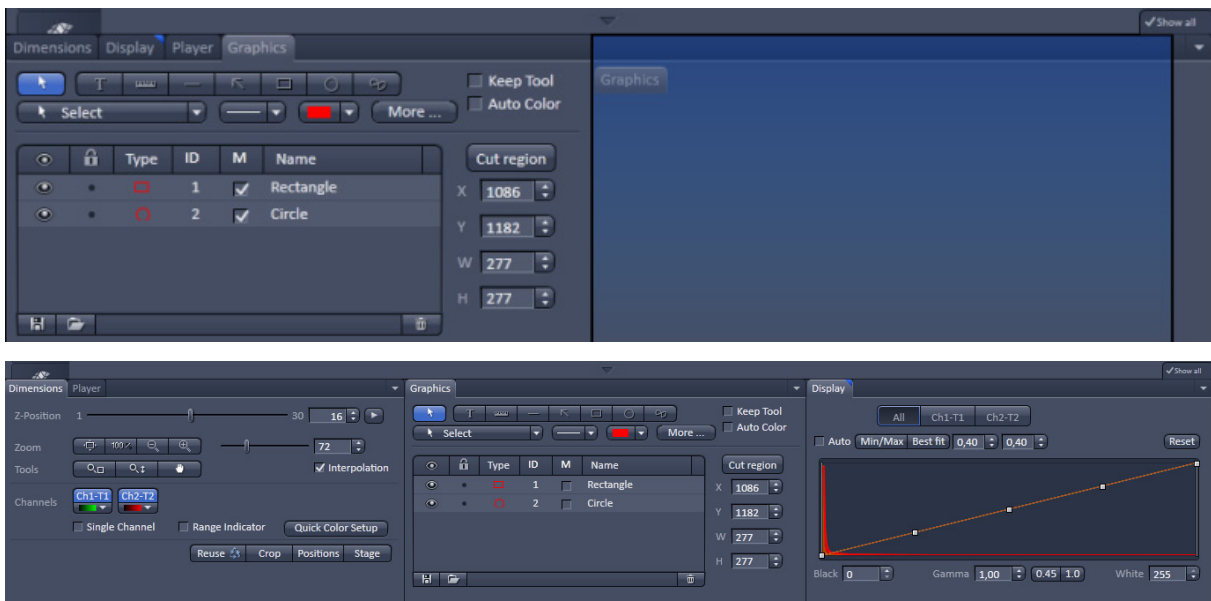 Show all
Dimensions Display Player Graphics
Graphics
T
Keep Tool
Select More ...
Auto Color
Type ID M Name
Cut region
1 Rectangle
X 1086
2 Circle
Y 1182
W 277
H 277
Show all
Dimensions Player
Z-Position 1 30 16
Zoom 100% 72
Tools Interpolation
Channels Ch1-T1 Ch2-T2
Single Channel Range Indicator Quick Color Setup
Reuse Crop Positions Stage
Graphics
T
Keep Tool
Select More ...
Auto Color
Type ID M Name
Cut region
1 Rectangle
X 1086
2 Circle
Y 1182
W 277
H 277
Display
All Ch1-T1 Ch2-T2
Auto Min/Max Best fit 0,40 0,40 Reset
Black 0 Gamma 1,00 0.45 1.0 White 255